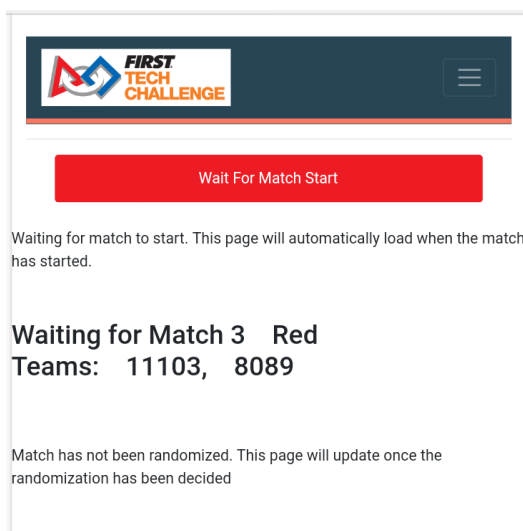 FIRST
TECH
CHALLENGE
Wait For Match Start
Waiting for match to start. This page will automatically load when the match
has started.
Waiting for Match 3 Red
Teams: 11103, 8089
Match has not been randomized. This page will update once the
randomization has been decided